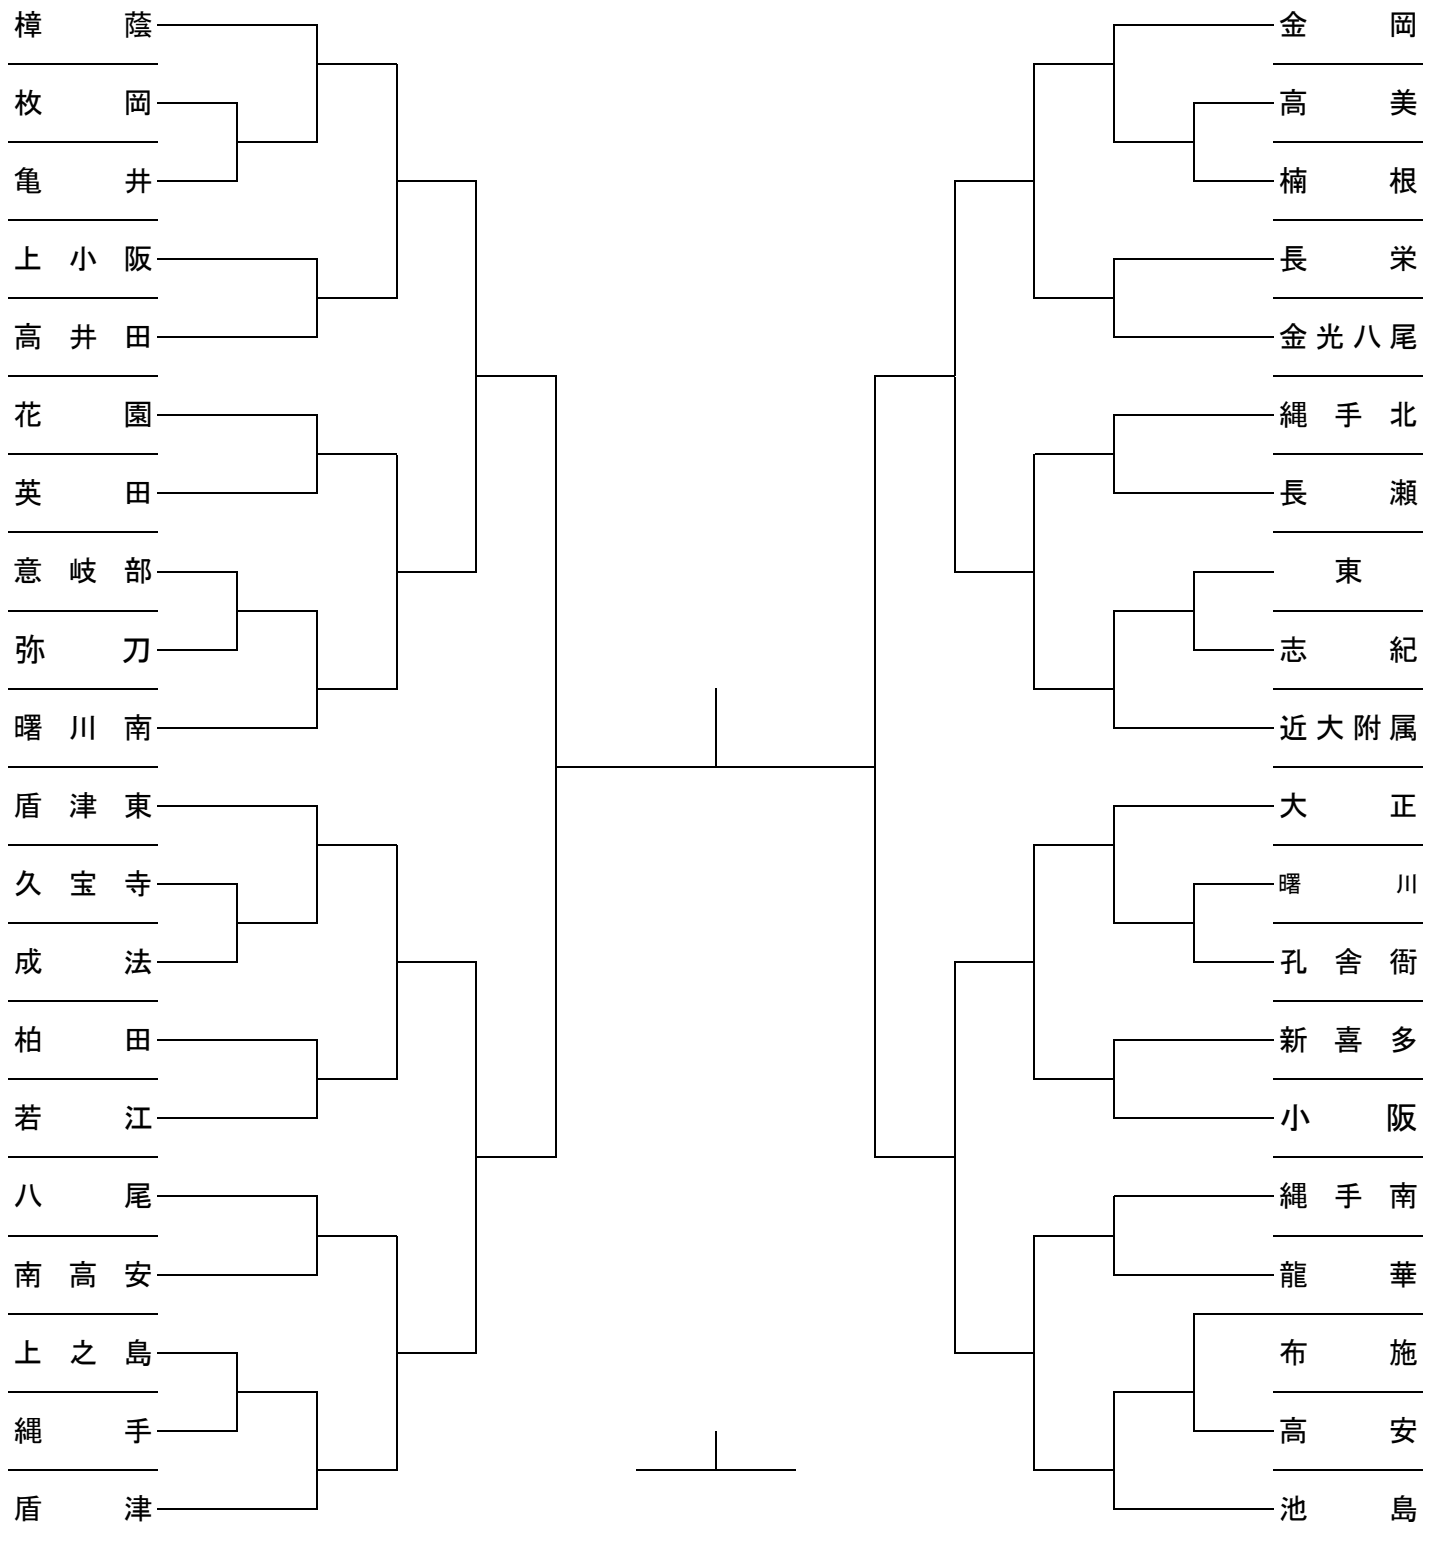 樟蔭
枚岡
亀井
上小阪
高井田
花園
英田
意岐部
弥刀
曙川南
盾津東
久宝寺
成法
柏田
若江
八尾
南高安
上之島
縄手
盾津
金岡
高美
楠根
長栄
金光八尾
縄手北
長瀬
東
志紀
近大附属
大正
曙川
孔舎衙
新喜多
小阪
縄手南
龍華
布施
高安
池島